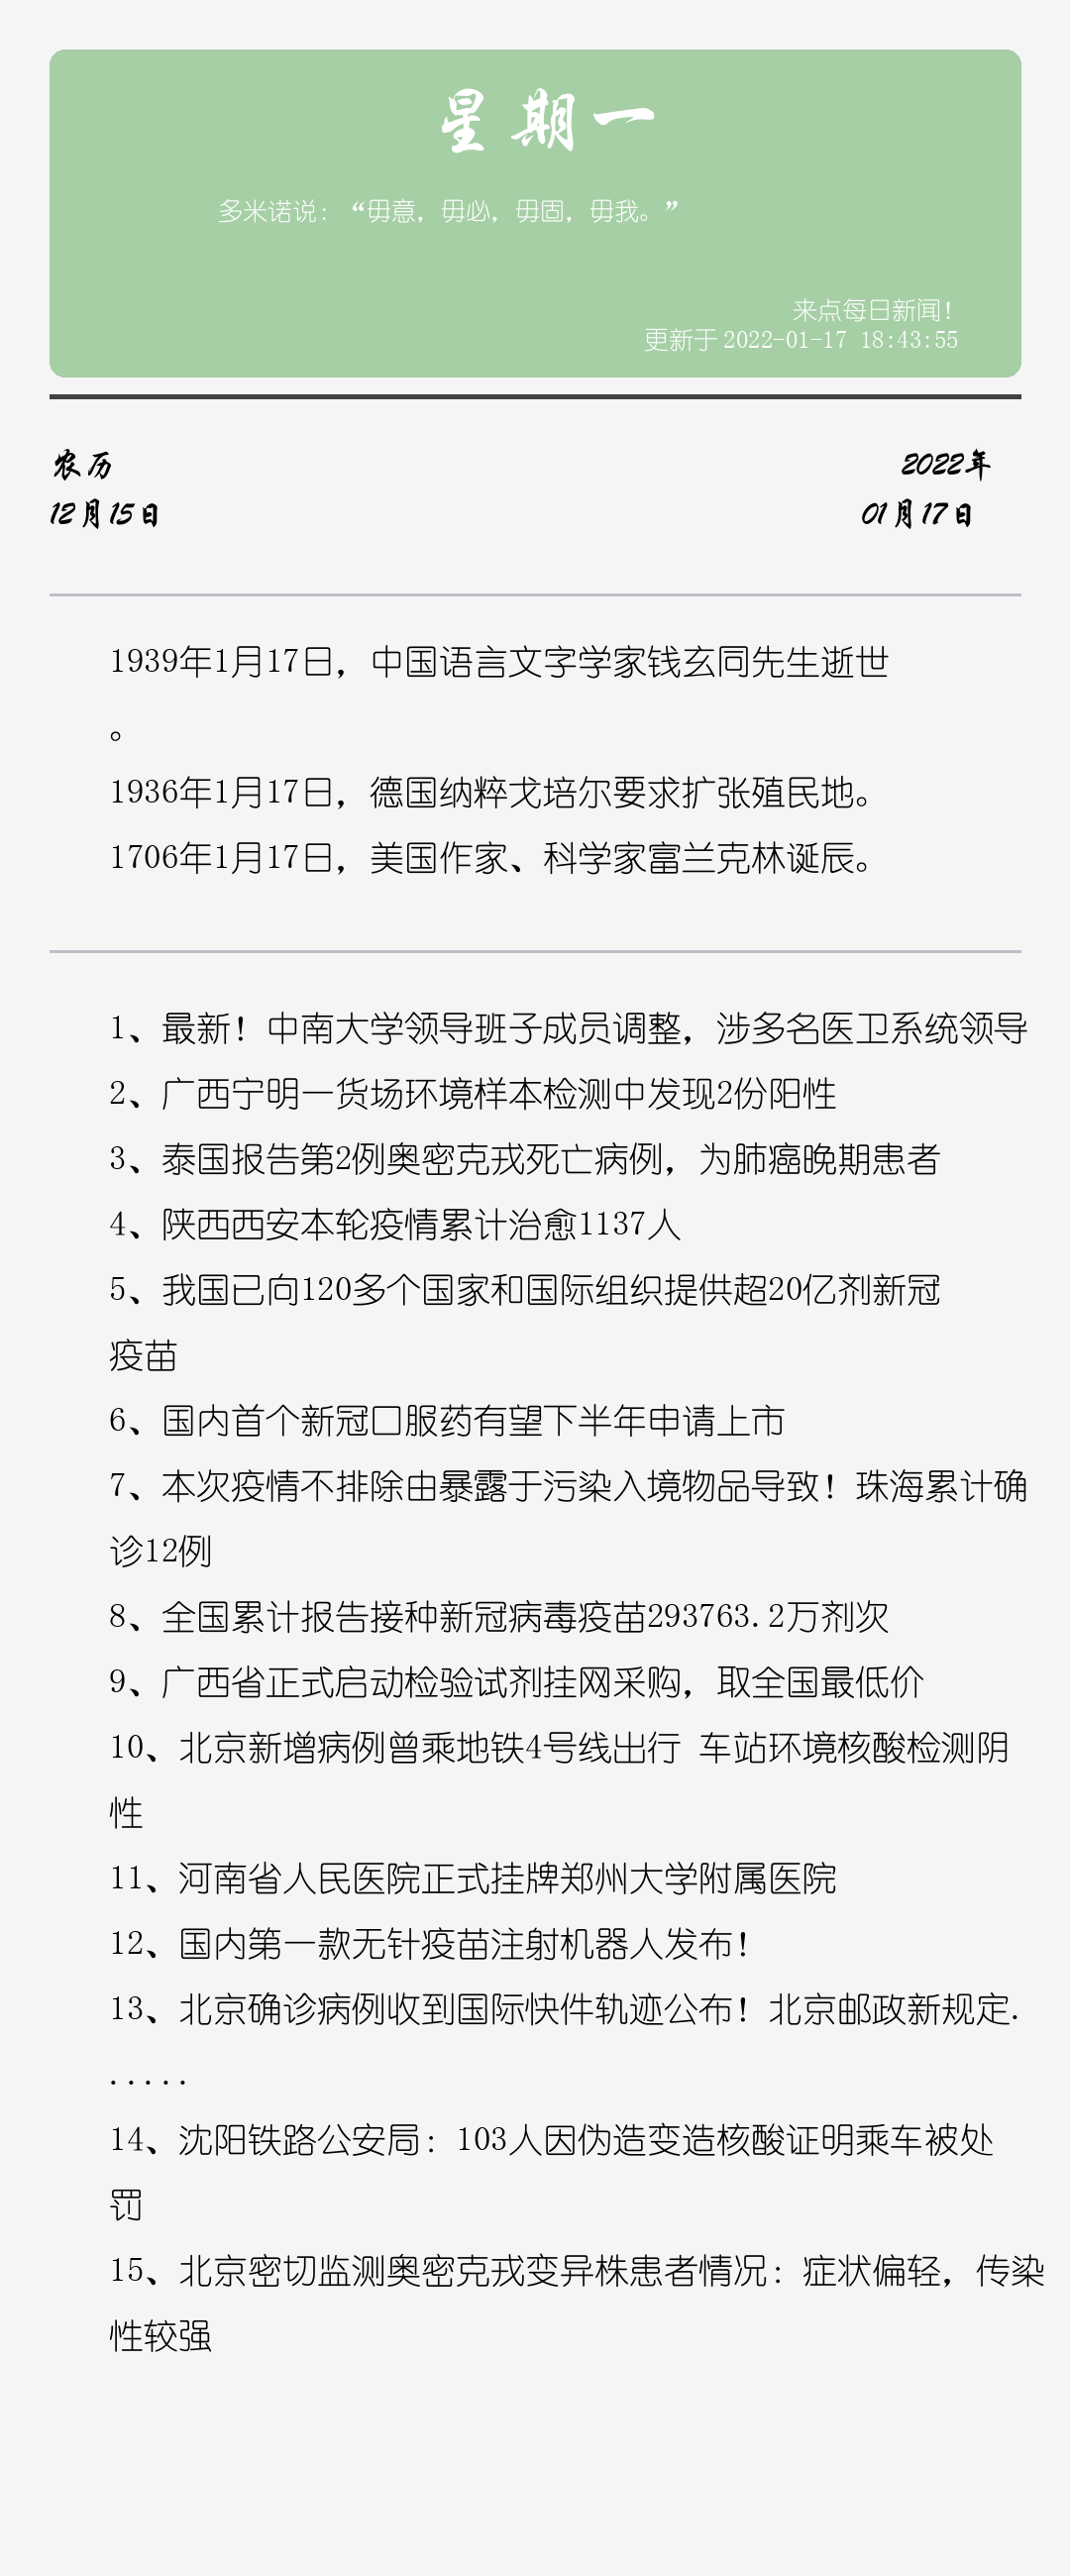 星期一
多米诺说：“毋意，毋必，毋固，毋我。”
来点每日新闻！
更新于 2022-01-17 18:43:55
农历
2022年
12月15日
01月17日
1939年1月17日，中国语言文字学家钱玄同先生逝世
。
1936年1月17日，德国纳粹戈培尔要求扩张殖民地。
1706年1月17日，美国作家、科学家富兰克林诞辰。
1、最新！中南大学领导班子成员调整，涉多名医卫系统领导
2、广西宁明一货场环境样本检测中发现2份阳性
3、泰国报告第2例奥密克戎死亡病例，为肺癌晚期患者
4、陕西西安本轮疫情累计治愈1137人
5、我国已向120多个国家和国际组织提供超20亿剂新冠
疫苗
6、国内首个新冠口服药有望下半年申请上市
7、本次疫情不排除由暴露于污染入境物品导致！珠海累计确
诊12例
8、全国累计报告接种新冠病毒疫苗293763.2万剂次
9、广西省正式启动检验试剂挂网采购，取全国最低价
10、北京新增病例曾乘地铁4号线出行 车站环境核酸检测阴
性
11、河南省人民医院正式挂牌郑州大学附属医院
12、国内第一款无针疫苗注射机器人发布！
13、北京确诊病例收到国际快件轨迹公布！北京邮政新规定.
.....
14、沈阳铁路公安局：103人因伪造变造核酸证明乘车被处
罚
15、北京密切监测奥密克戎变异株患者情况：症状偏轻，传染
性较强